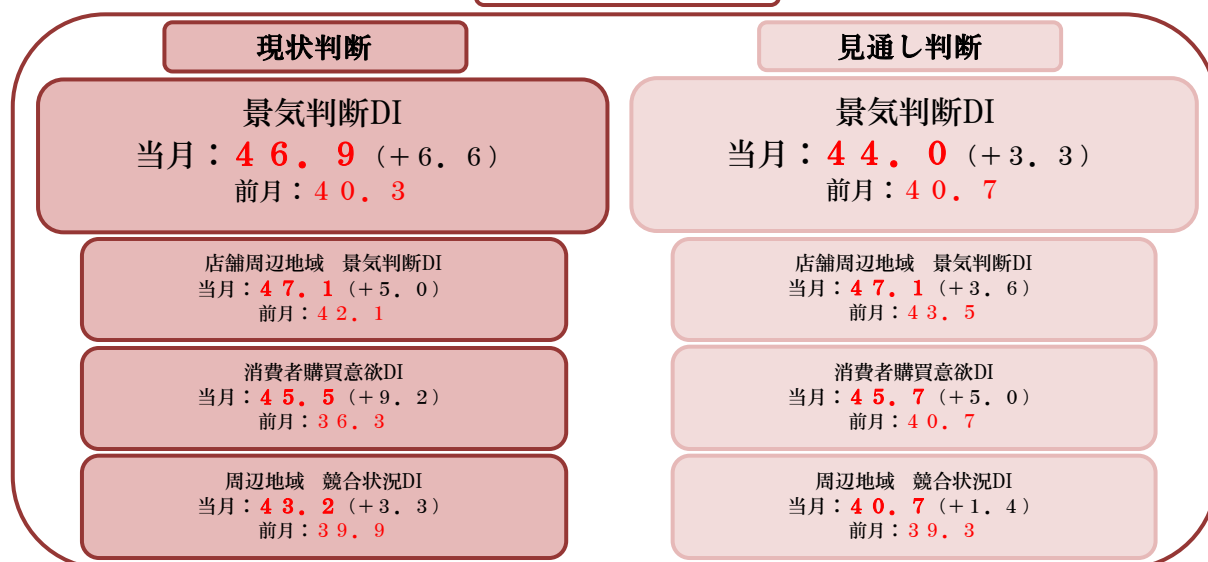 現状判断
景気判断DI
当月：４６．９（＋６．６）
前月：４０．３
店舗周辺地域　景気判断DI
当月：４７．１（＋５．０）
前月：４２．１
消費者購買意欲DI
当月：４５．５（＋９．２）
前月：３６．３
周辺地域　競合状況DI
当月：４３．２（＋３．３）
前月：３９．９
見通し判断
景気判断DI
当月：４４．０（＋３．３）
前月：４０．７
店舗周辺地域　景気判断DI
当月：４７．１（＋３．６）
前月：４３．５
消費者購買意欲DI
当月：４５．７（＋５．０）
前月：４０．７
周辺地域　競合状況DI
当月：４０．７（＋１．４）
前月：３９．３